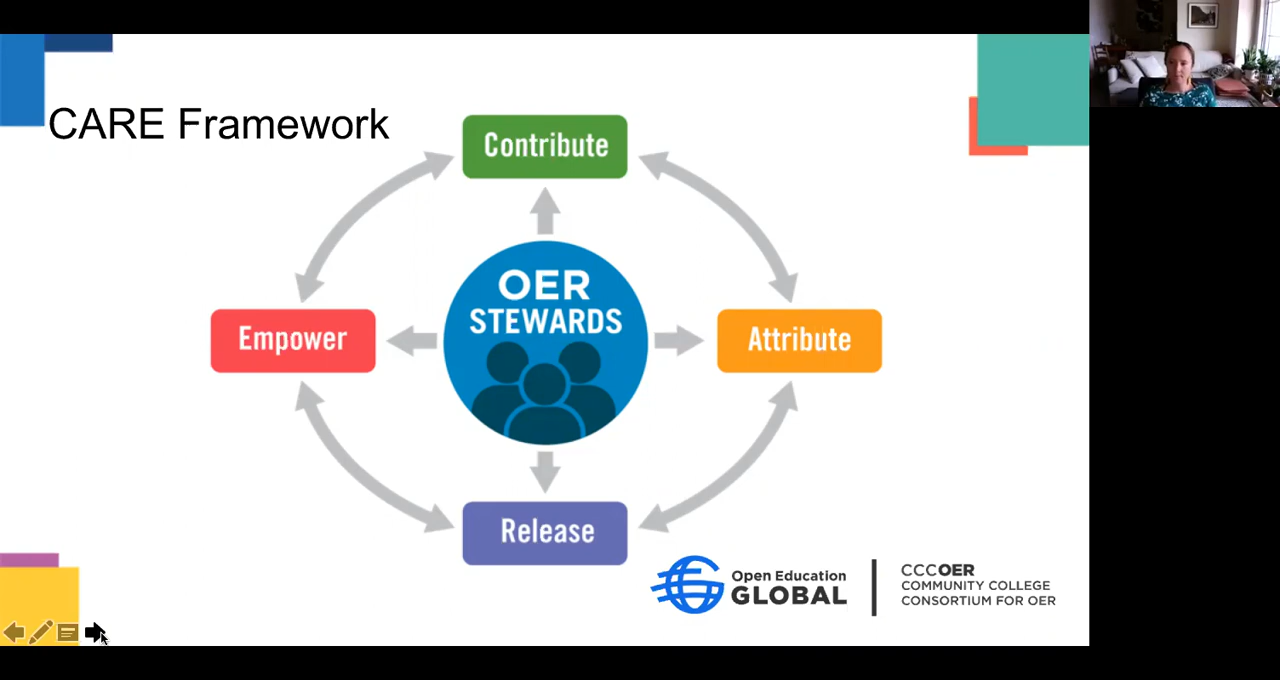 CARE Framework
Contribute
OER
STEWARDS
Empower
Attribute
Release
Open Education
GLOBAL
CCCOER
COMMUNITY COLLEGE
CONSORTIUM FOR OER